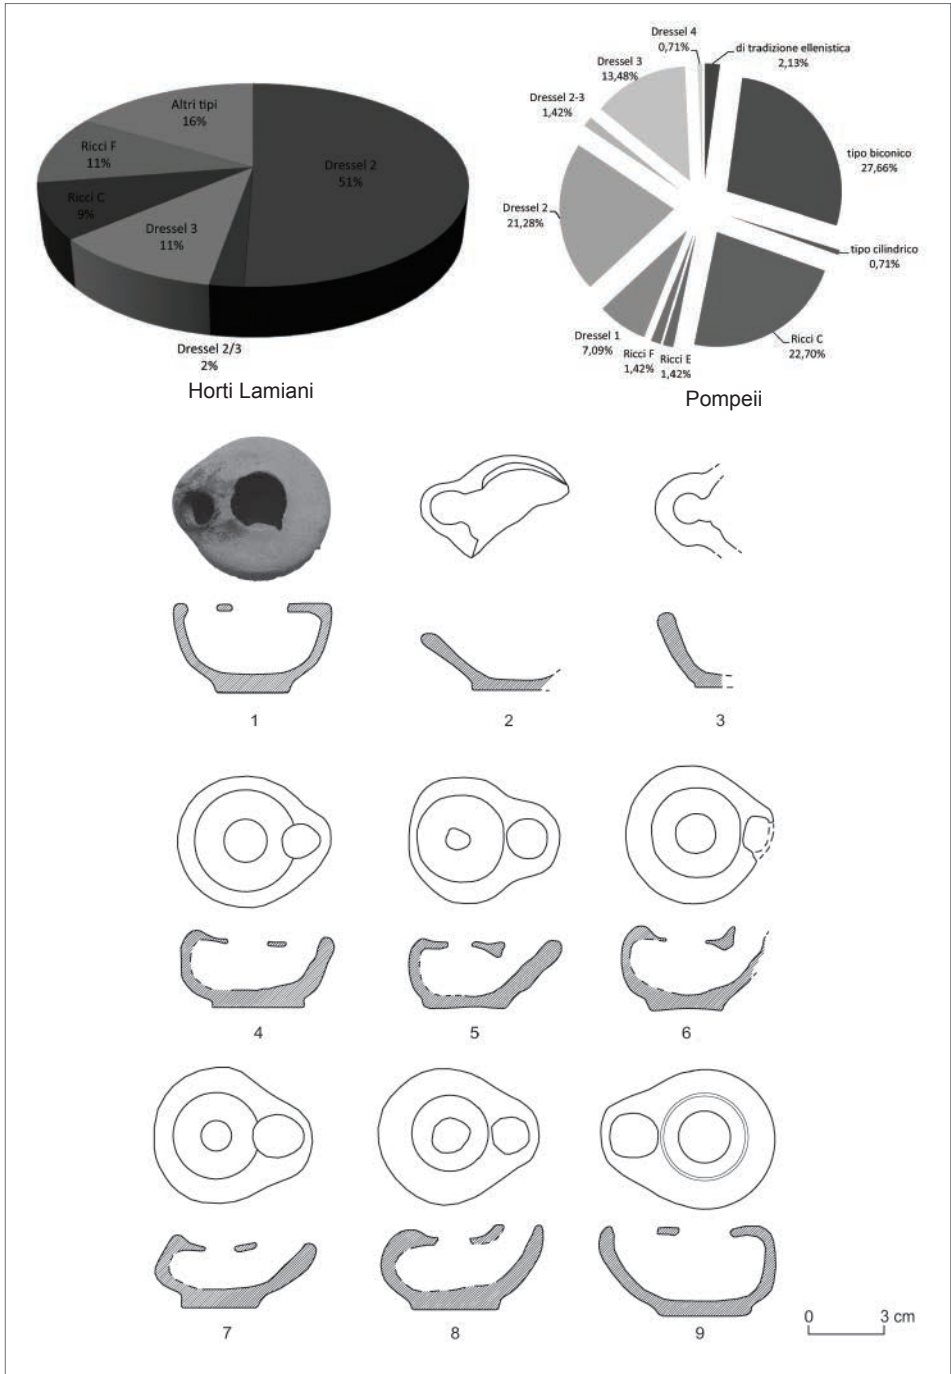 Altri tipi
16%
Ricci F
11%
Ricci C
9%
Dressel 3
11%
Dressel 2
51%
Dressel 2/3
2%
Horti Lamiani
Dressel 4
0,71%
di tradizione ellenistica
2,13%
Dressel 3
13,48%
Dressel 2-3
1,42%
tipo biconico
27,66%
Dressel 2
21,28%
tipo cilindrico
0,71%
Dressel 1
7,09%
Ricci F
1,42%
Ricci E
1,42%
Ricci C
22,70%
Pompeii
1
2
3
4
5
6
7
8
9
0 3 cm